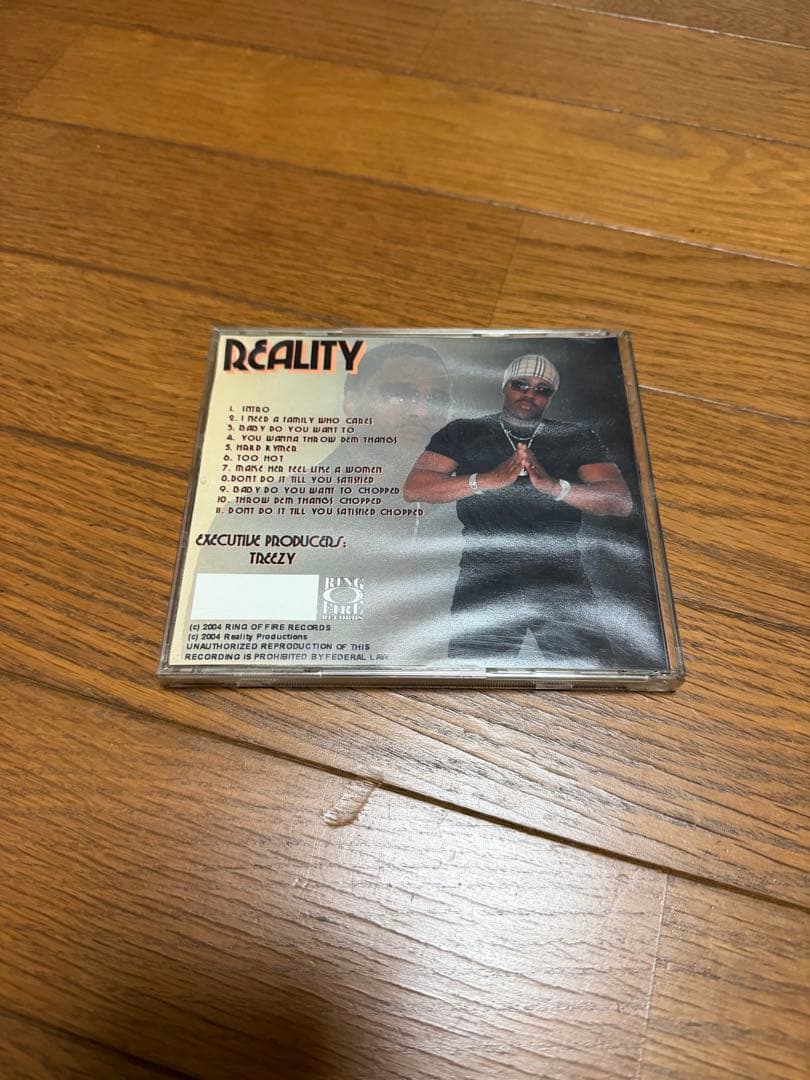 REALITY
1. INTRO
2. I NEED A FAMILY WHO CARES
3. BABY DO YOU WANT TO
4. YOU WANNA THROW DEM THANGS
5. HARD RYMER
6. TOO HOT
7. MAKE HER FEEL LIKE A WOMEN
8.DONT DO IT TILL YOU SATISFIED
9. BABY DO YOU WANT TO CHOPPED
10. THROW DEM THANGS CHOPPED
11. DONT DO IT TILL YOU SATISFIED CHOPPED
EXECUTIVE PRODUCERS:
TREEZY
RING
OF
FIRE
RECORDS
(c) 2004 RING OF FIRE RECORDS
(c) 2004 Reality Productions
UNAUTHORIZED REPRODUCTION OF THIS
RECORDING IS PROHIBITED BY FEDERAL LAW